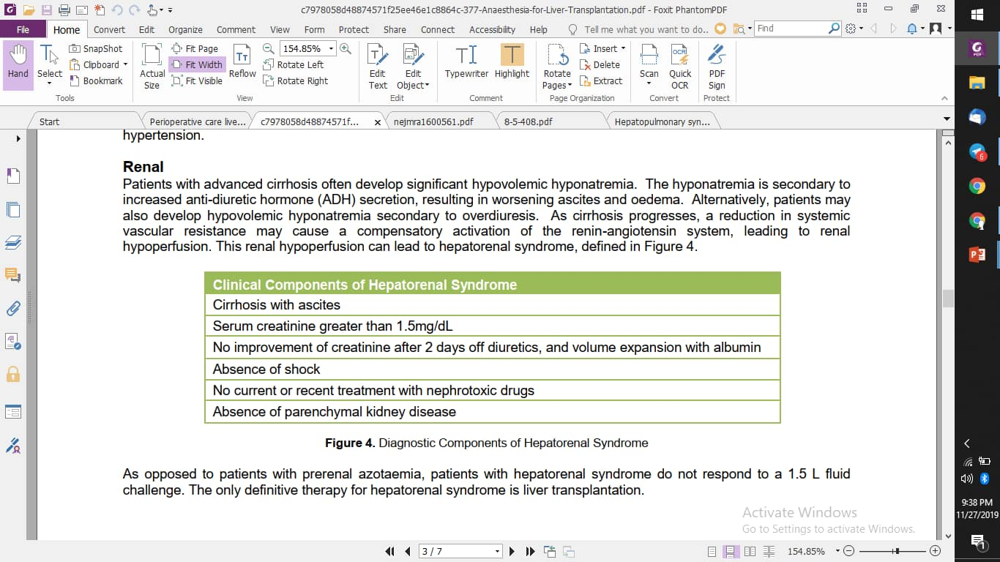 c7978058d48874571f25ee46e1c8864c-377-Anaesthesia-for-Liver-Transplantation.pdf - Foxit PhantomPDF
File Home Convert Edit Organize Comment View Form Protect Share Connect Accessibility Help Tell me what you want to do.. Find
Hand
Select
SnapShot
Clipboard
Bookmark
Tools
Actual
Size
Fit Page
Fit Width
Fit Visible
Reflow
154.85%
Rotate Left
Rotate Right
View
Edit
Text
Edit
Object
Edit
Typewriter
Highlight
Comment
Rotate
Pages
Insert
Delete
Extract
Page Organization
Scan
Quick
OCR
Convert
PDF
Sign
Protect
Start Perioperative care live... c7978058d48874571f... x nejmra1600561.pdf 8-5-408.pdf Hepatopulmonary syn...
hypertension.
Renal
Patients with advanced cirrhosis often develop significant hypovolemic hyponatremia. The hyponatremia is secondary to
increased anti-diuretic hormone (ADH) secretion, resulting in worsening ascites and oedema. Alternatively, patients may
also develop hypovolemic hyponatremia secondary to overdiuresis. As cirrhosis progresses, a reduction in systemic
vascular resistance may cause a compensatory activation of the renin-angiotensin system, leading to renal
hypoperfusion. This renal hypoperfusion can lead to hepatorenal syndrome, defined in Figure 4.
Clinical Components of Hepatorenal Syndrome
Cirrhosis with ascites
Serum creatinine greater than 1.5mg/dL
No improvement of creatinine after 2 days off diuretics, and volume expansion with albumin
Absence of shock
No current or recent treatment with nephrotoxic drugs
Absence of parenchymal kidney disease
Figure 4. Diagnostic Components of Hepatorenal Syndrome
As opposed to patients with prerenal azotaemia, patients with hepatorenal syndrome do not respond to a 1.5 L fluid
challenge. The only definitive therapy for hepatorenal syndrome is liver transplantation.
Activate Windows
Go to Settings to activate Windows.
3 / 7
154.85%
9:38 PM
11/27/2019